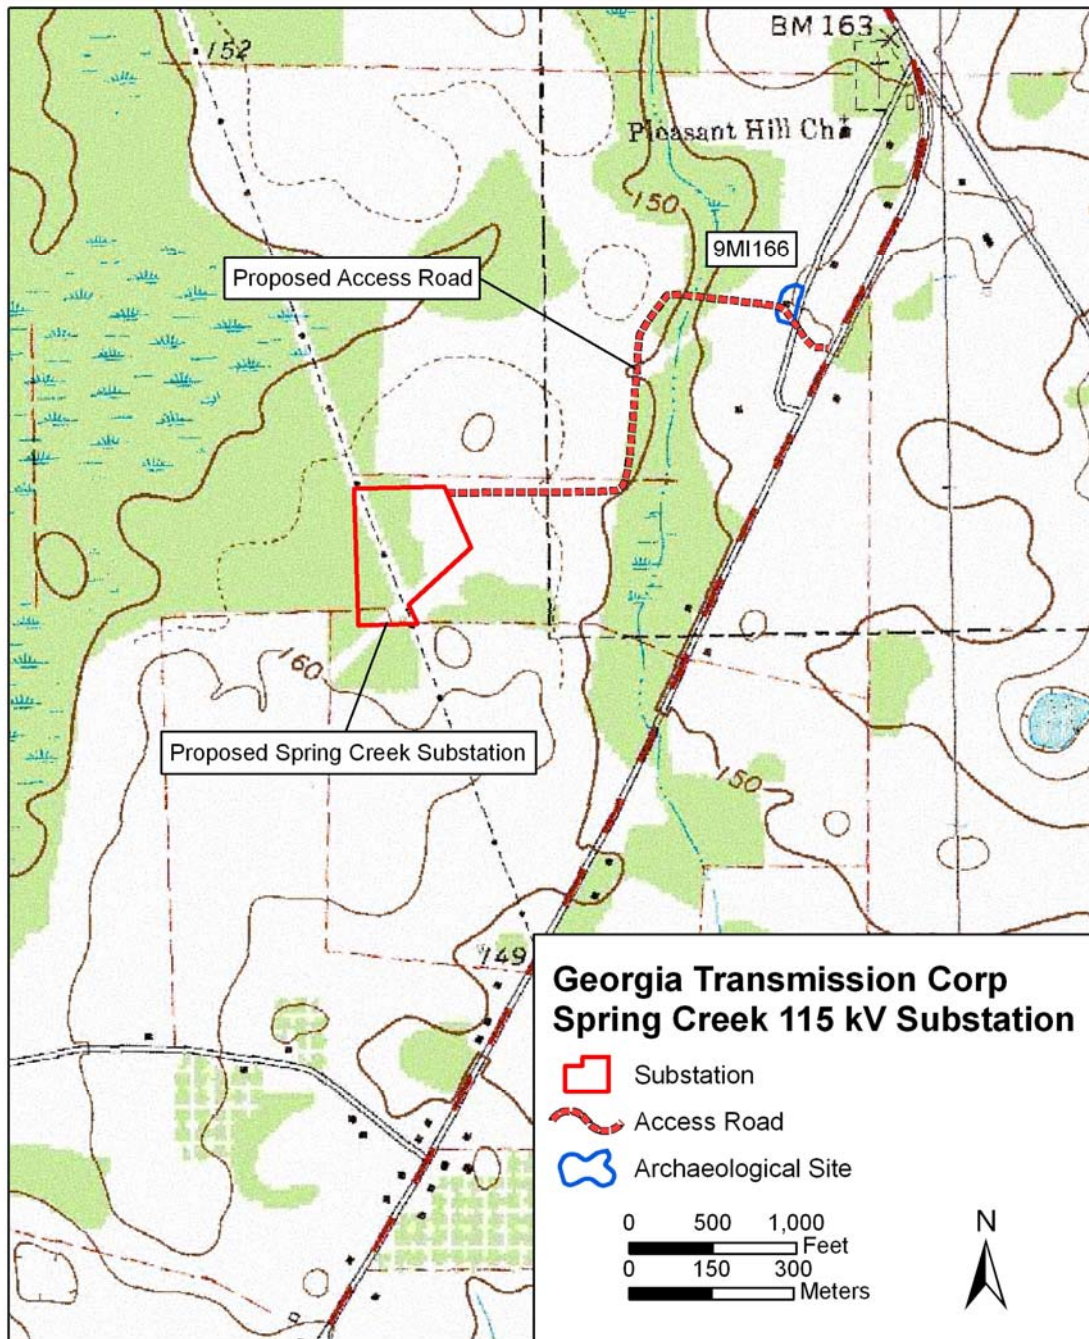 BM 163
152
Pleasant Hill Ch
150
9MI166
Proposed Access Road
160
Proposed Spring Creek Substation
150
149
Georgia Transmission Corp
Spring Creek 115 kV Substation
Substation
Access Road
Archaeological Site
0 500 1,000
Feet
0 150 300
Meters
N